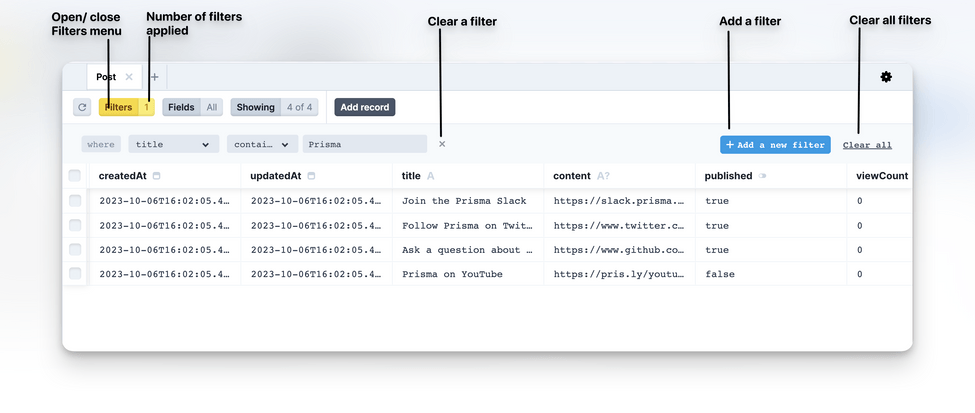 Open/ close
Filters menu
Number of filters
applied
Clear a filter
Add a filter
Clear all filters
Post
Filters 1
Fields All
Showing 4 of 4
Add record
where title contai... Prisma
+ Add a new filter
Clear all
createdAt updatedAt title A content A? published viewCount
2023-10-06T16:02:05.4… 2023-10-06T16:02:05.4… Join the Prisma Slack https://slack.prisma.… true 0
2023-10-06T16:02:05.4… 2023-10-06T16:02:05.4… Follow Prisma on Twit… https://www.twitter.c… true 0
2023-10-06T16:02:05.4… 2023-10-06T16:02:05.4… Ask a question about … https://www.github.co… true 0
2023-10-06T16:02:05.4… 2023-10-06T16:02:05.4… Prisma on YouTube https://pris.ly/youtu… false 0